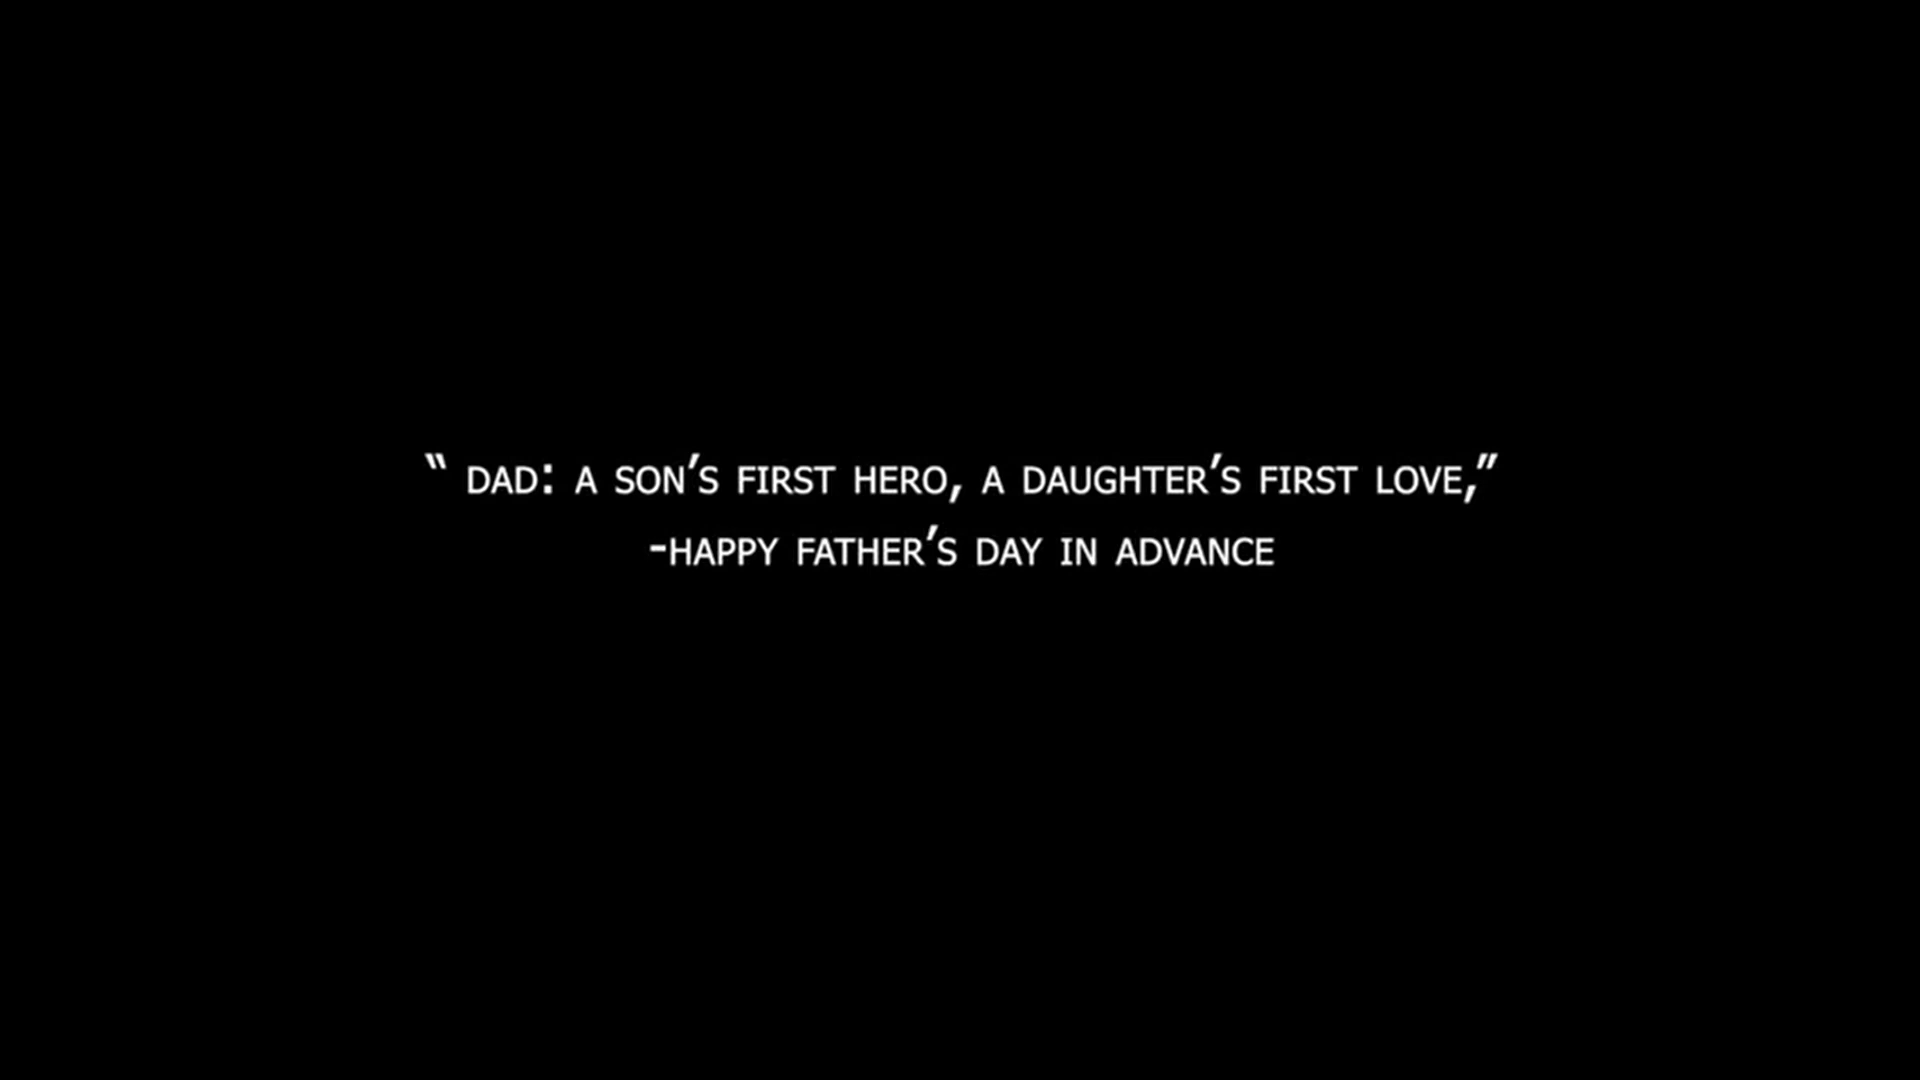 “ DAD: A SON’S FIRST HERO, A DAUGHTER’S FIRST LOVE,”
-HAPPY FATHER’S DAY IN ADVANCE